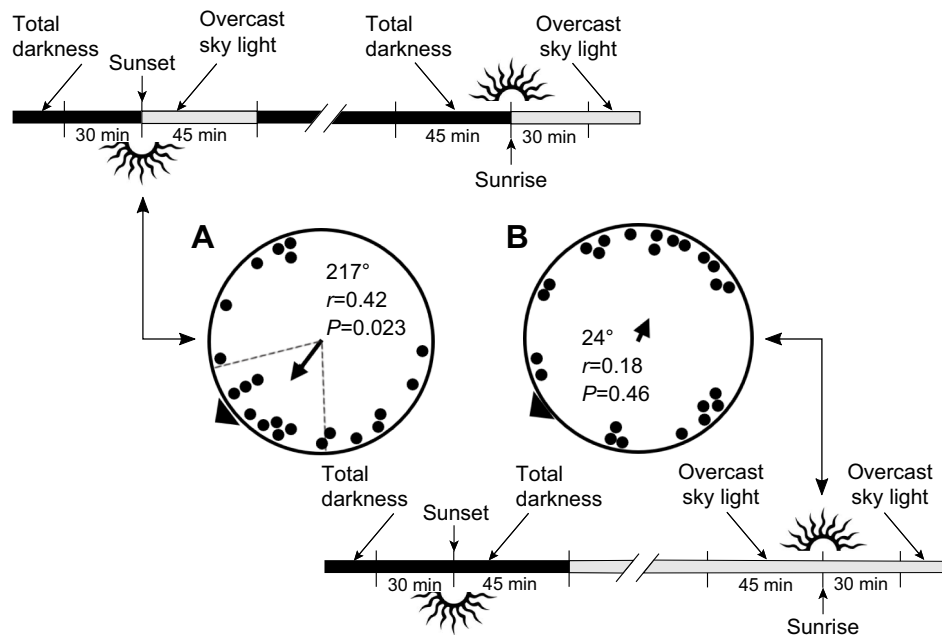 Total
darkness
Sunset
Overcast
sky light
Total
darkness
Overcast
sky light
30 min
45 min
45 min
30 min
Sunrise
A
217°
r=0.42
P=0.023
B
24°
r=0.18
P=0.46
Total
darkness
Sunset
Total
darkness
Overcast
sky light
Overcast
sky light
30 min
45 min
45 min
30 min
Sunrise